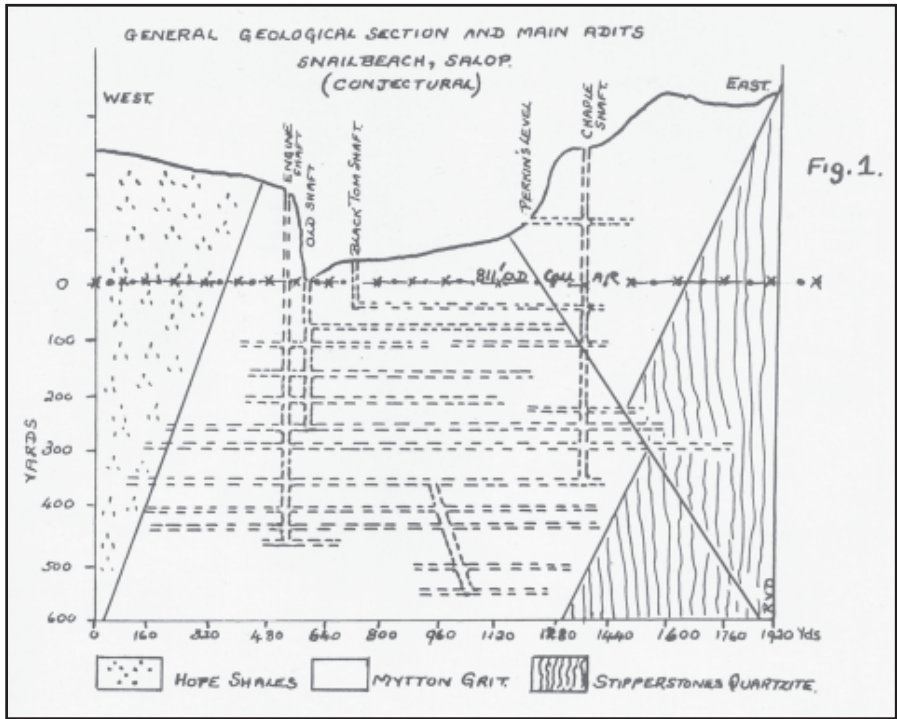 GENERAL GEOLOGICAL SECTION AND MAIN ADITS
SNAILBEACH, SALOP.
(CONJECTURAL)
WEST.
EAST.
Fig.1.
ENGINE SHAFT
OLD SHAFT
BLACK TOM SHAFT
PERKIN'S LEVEL
CHAPLE SHAFT
811' O.D
0
100
200
300
400
500
600
YARDS
0 160 320 480 640 800 960 1120 1280 1440 1600 1760 1920 Yds
HOPE SHALES
MYTTON GRIT.
STIPPERSTONES QUARTZITE.